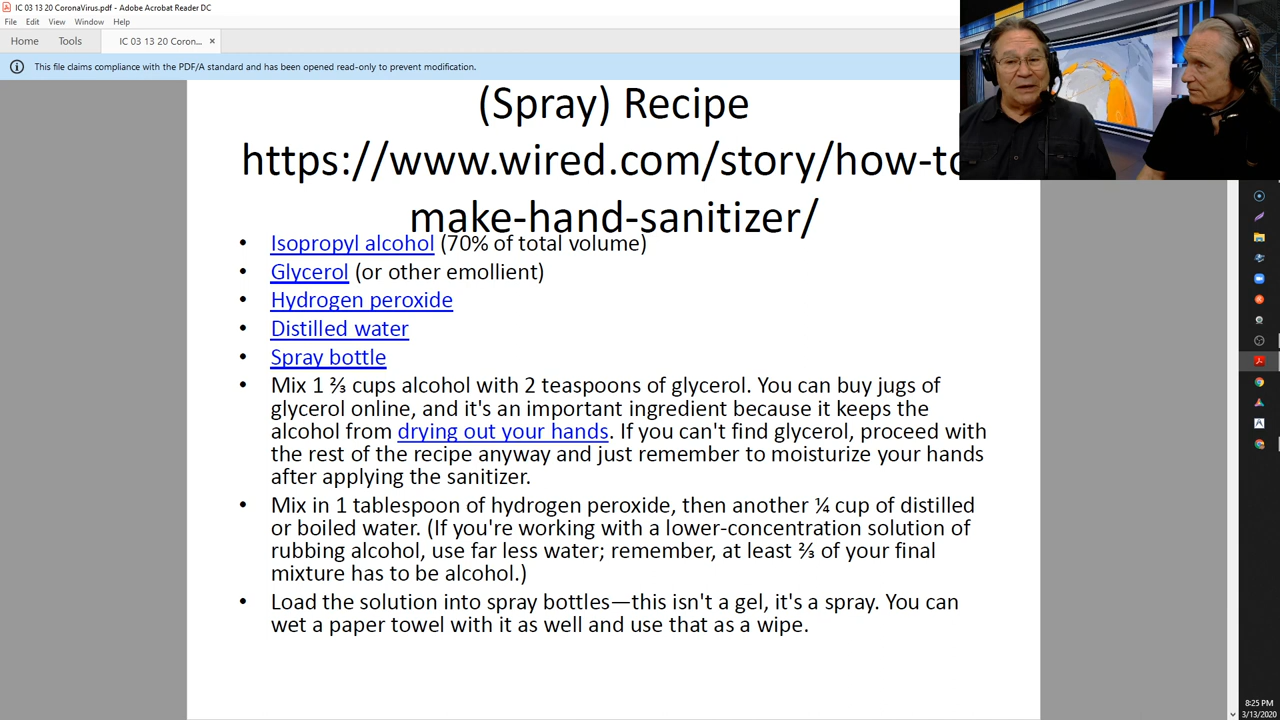 IC 03 13 20 CoronaVirus.pdf - Adobe Acrobat Reader DC
File Edit View Window Help
Home Tools IC 03 13 20 Coron... ×
This file claims compliance with the PDF/A standard and has been opened read-only to prevent modification.
(Spray) Recipe
https://www.wired.com/story/how-to
make-hand-sanitizer/
• Isopropyl alcohol (70% of total volume)
• Glycerol (or other emollient)
• Hydrogen peroxide
• Distilled water
• Spray bottle
• Mix 1 ⅔ cups alcohol with 2 teaspoons of glycerol. You can buy jugs of
glycerol online, and it's an important ingredient because it keeps the
alcohol from drying out your hands. If you can't find glycerol, proceed with
the rest of the recipe anyway and just remember to moisturize your hands
after applying the sanitizer.
• Mix in 1 tablespoon of hydrogen peroxide, then another ¼ cup of distilled
or boiled water. (If you're working with a lower-concentration solution of
rubbing alcohol, use far less water; remember, at least ⅔ of your final
mixture has to be alcohol.)
• Load the solution into spray bottles—this isn't a gel, it's a spray. You can
wet a paper towel with it as well and use that as a wipe.
8:25 PM
3/13/2020